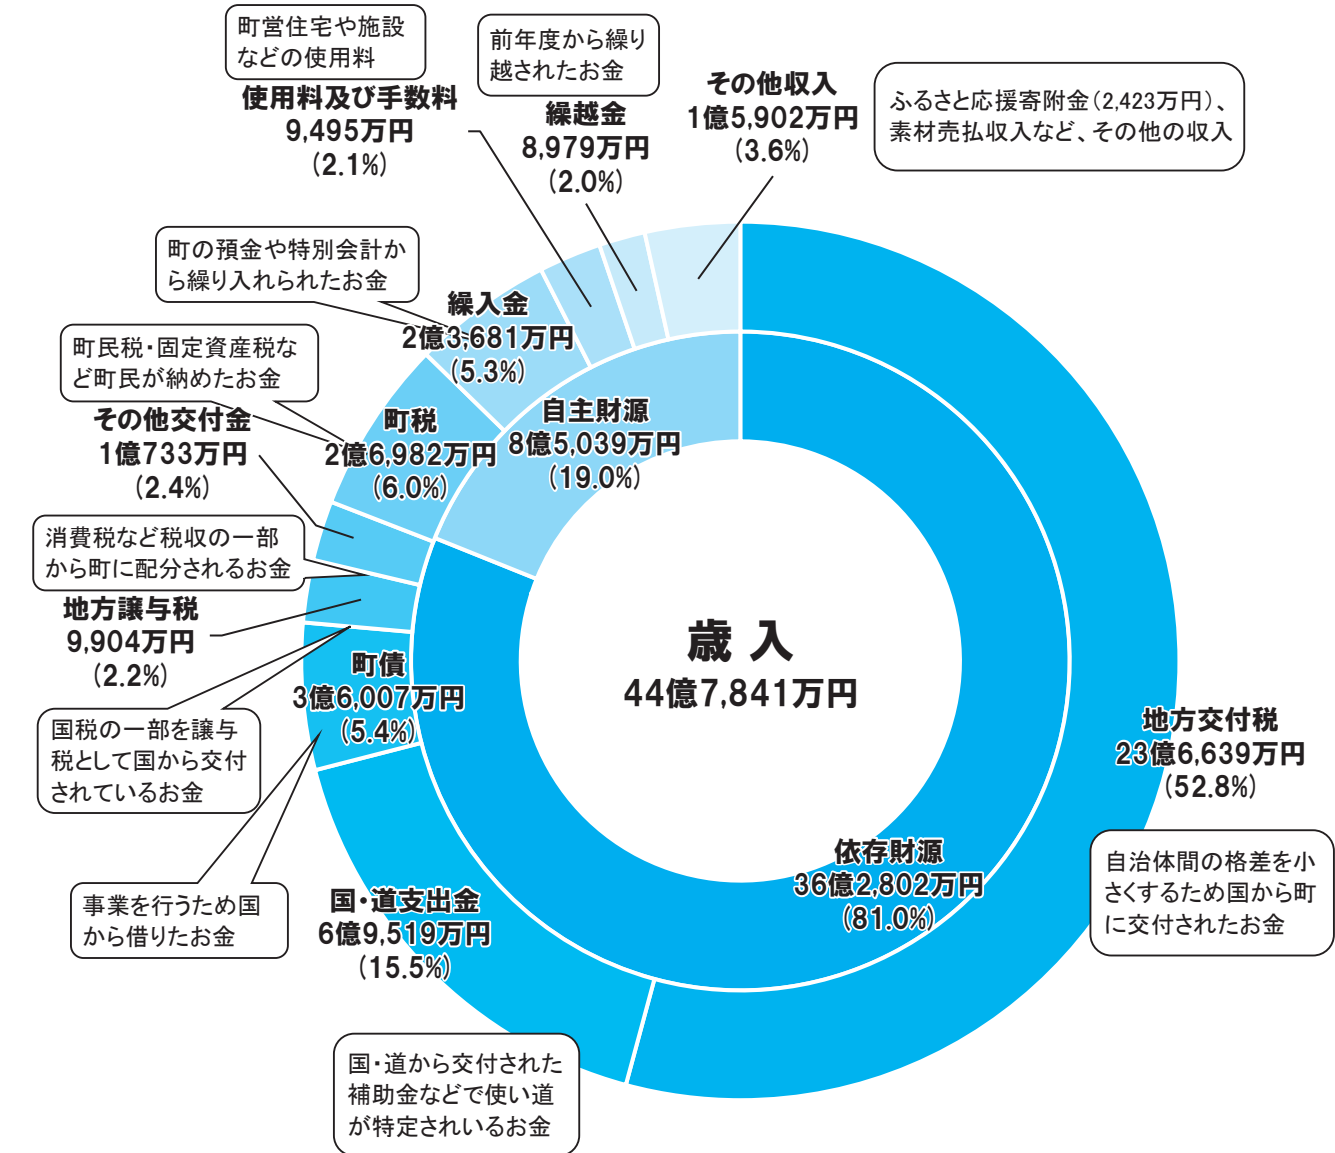 町営住宅や施設
などの使用料
使用料及び手数料
9,495万円
(2.1%)
前年度から繰り
越されたお金
繰越金
8,979万円
(2.0%)
その他収入
1億5,902万円
(3.6%)
ふるさと応援寄附金(2,423万円)、
素材売払収入など、その他の収入
町の預金や特別会計か
ら繰り入れられたお金
繰入金
2億3,681万円
(5.3%)
町民税・固定資産税な
ど町民が納めたお金
町税
2億6,982万円
(6.0%)
自主財源
8億5,039万円
(19.0%)
その他交付金
1億733万円
(2.4%)
消費税など税収の一部
から町に配分されるお金
地方譲与税
9,904万円
(2.2%)
国税の一部を譲与
税として国から交付
されているお金
町債
3億6,007万円
(5.4%)
事業を行うため国
から借りたお金
歳入
44億7,841万円
地方交付税
23億6,639万円
(52.8%)
自治体間の格差を小
さくするため国から町
に交付されたお金
依存財源
36億2,802万円
(81.0%)
国・道支出金
6億9,519万円
(15.5%)
国・道から交付された
補助金などで使い道
が特定されいるお金